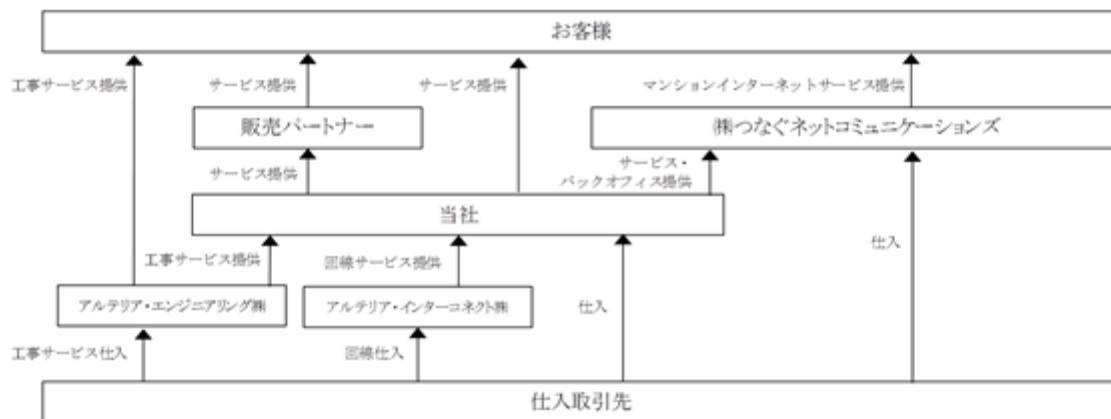 お客様
工事サービス提供
サービス提供
サービス提供
マンションインターネットサービス提供
販売パートナー
㈱つなぐネットコミュニケーションズ
サービス提供
サービス・
バックオフィス提供
当社
仕入
工事サービス提供
回線サービス提供
アルテリア・エンジニアリング㈱
アルテリア・インターコネクト㈱
仕入
工事サービス仕入
回線仕入
仕入取引先